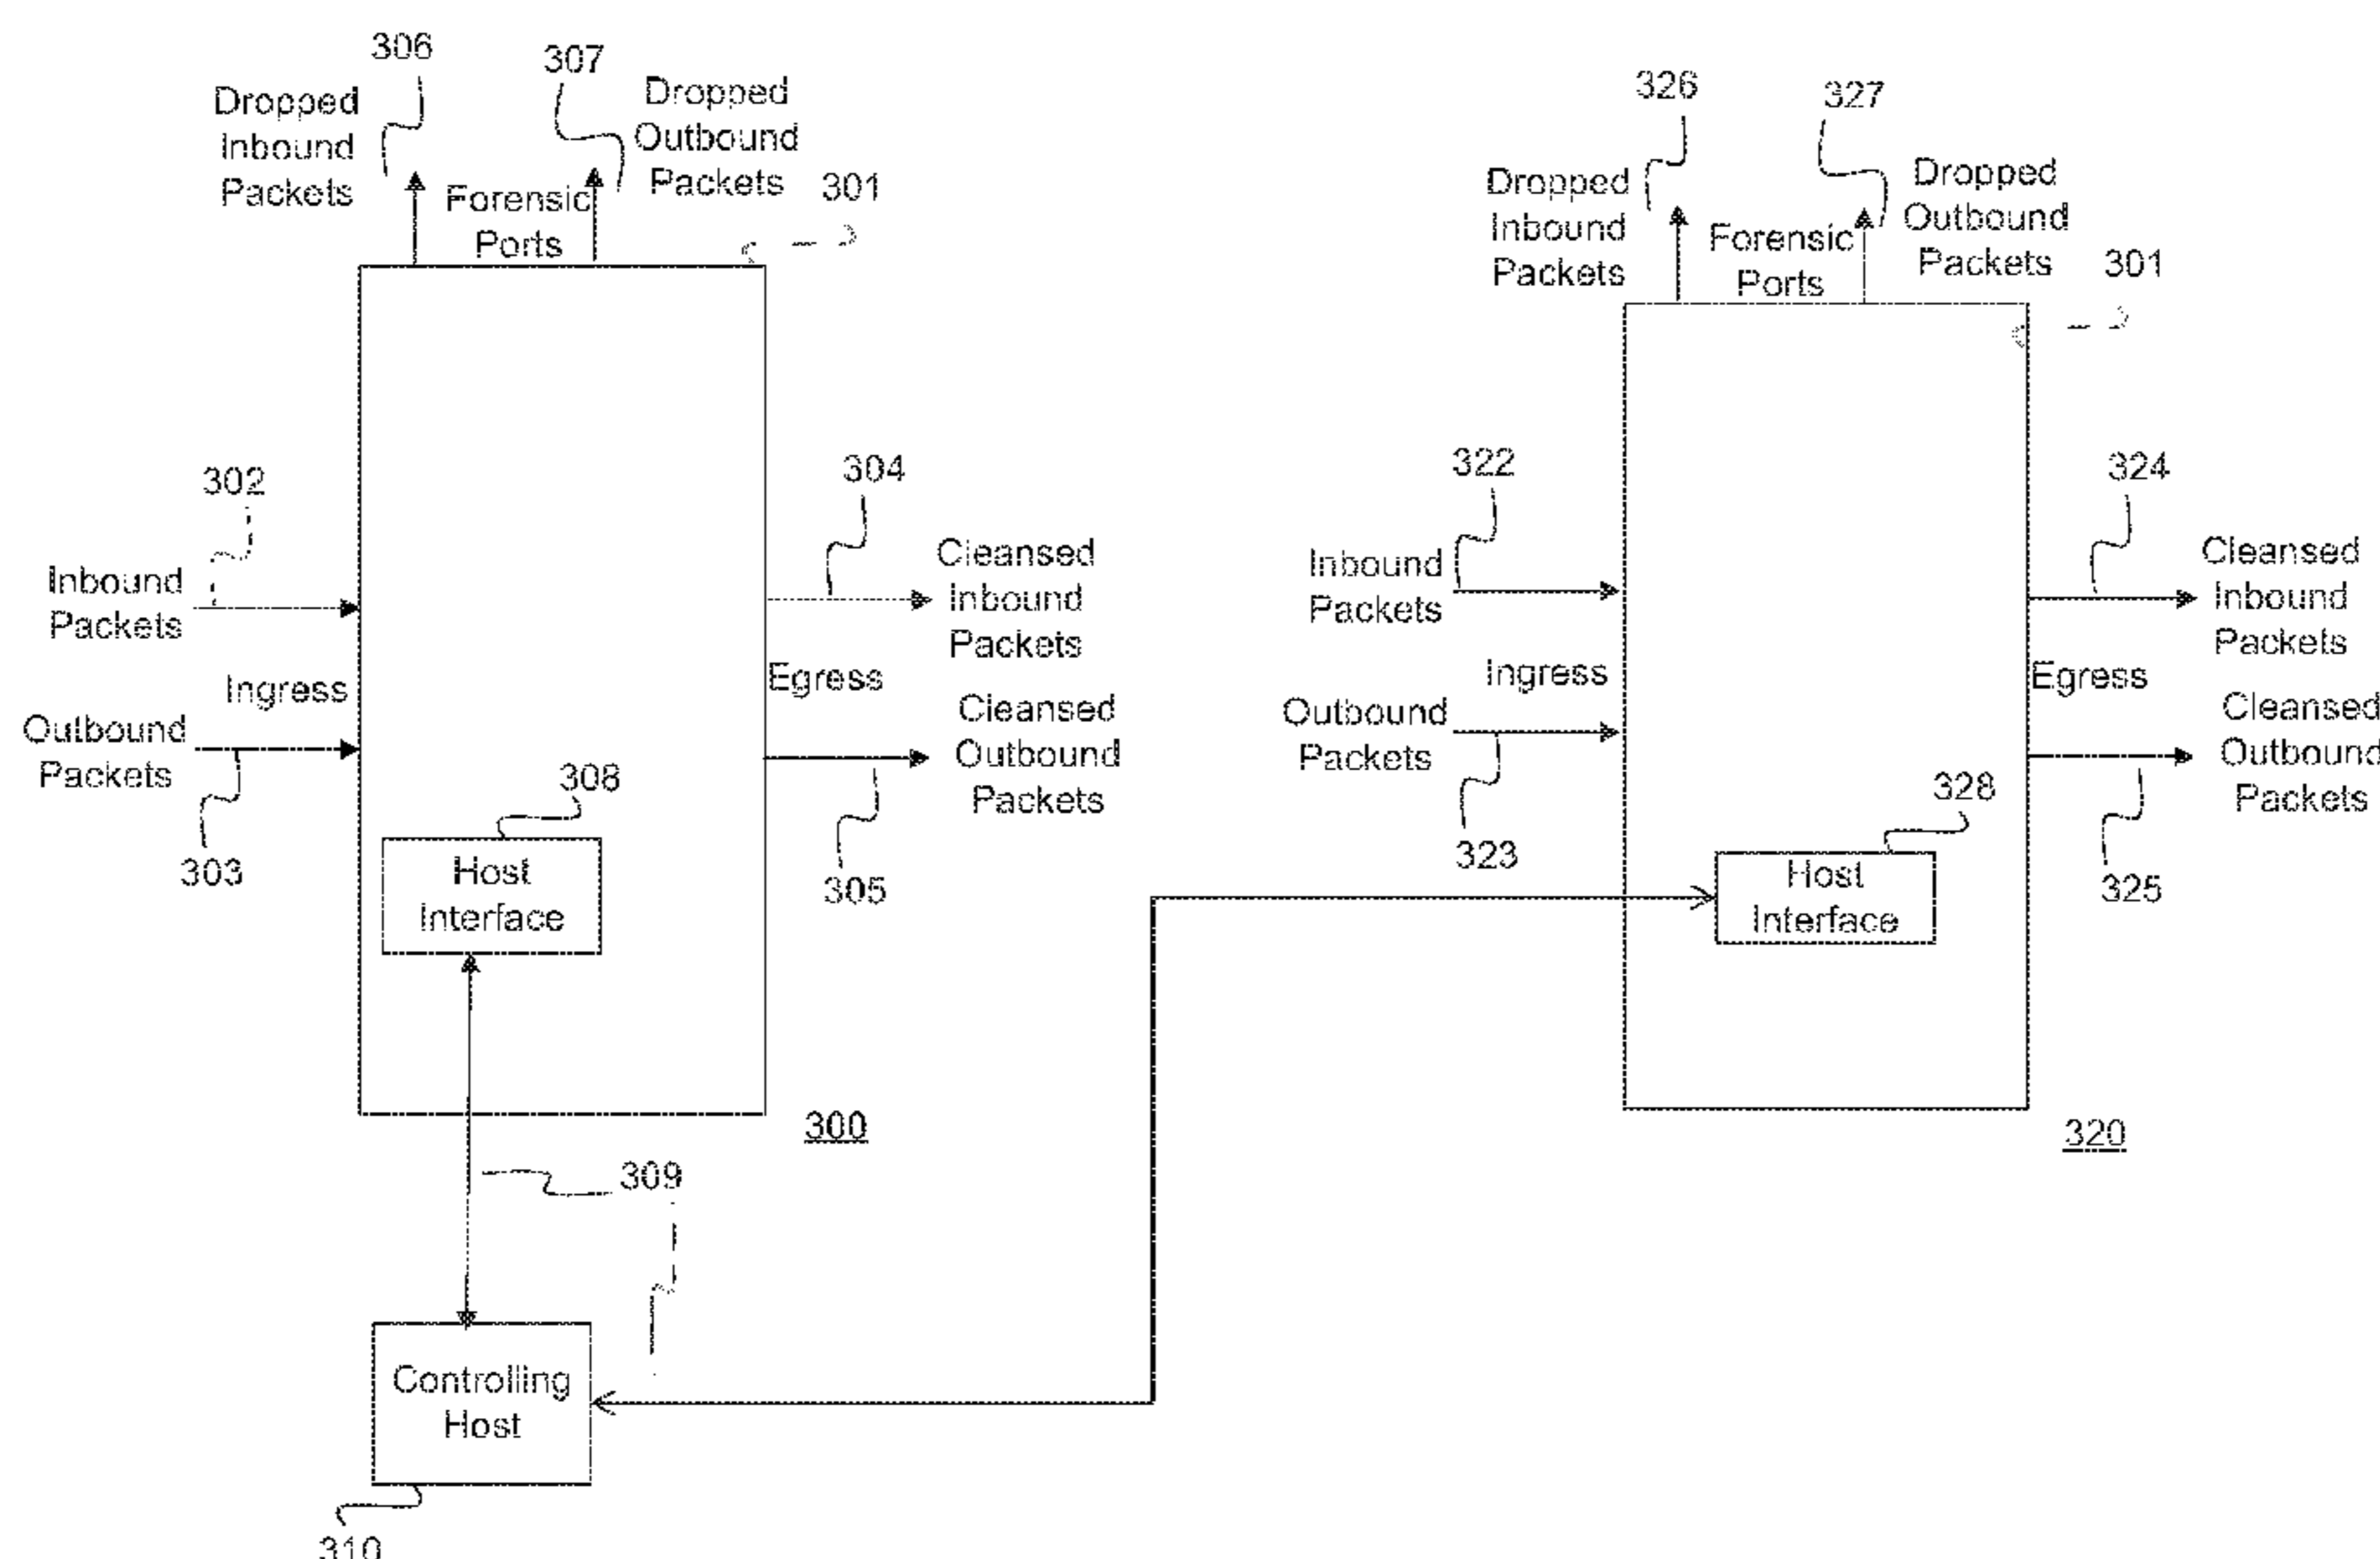 306
Dropped
Inbound
Packets
307
Dropped
Outbound
Packets
Forensic
Ports
301
302
Inbound
Packets
Ingress
Outbound
Packets
303
304
Cleansed
Inbound
Packets
Egress
Cleansed
Outbound
Packets
305
308
Host
Interface
300
309
Controlling
Host
310
326
Dropped
Inbound
Packets
327
Dropped
Outbound
Packets
Forensic
Ports
301
322
Inbound
Packets
Ingress
Outbound
Packets
323
324
Cleansed
Inbound
Packets
Egress
Cleansed
Outbound
Packets
325
328
Host
Interface
320